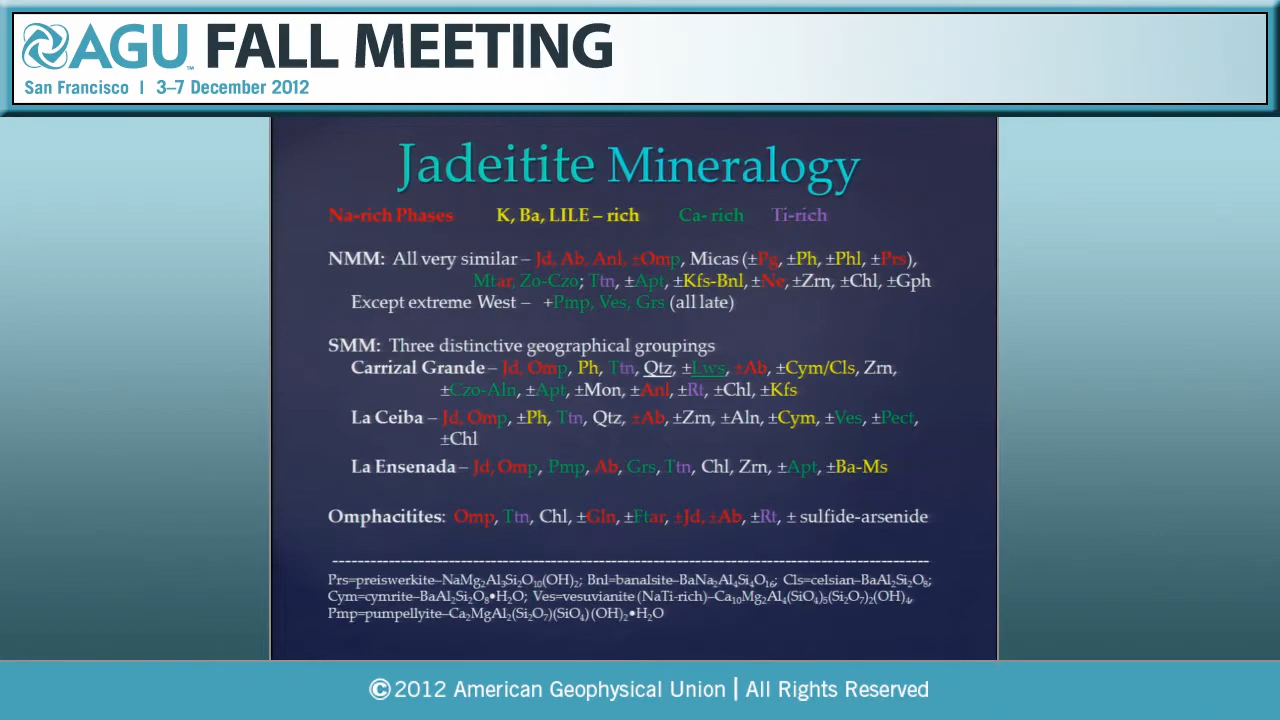 AGU™ FALL MEETING
San Francisco | 3–7 December 2012
Jadeitite Mineralogy
Na-rich Phases K, Ba, LILE – rich Ca- rich Ti-rich
NMM: All very similar – Jd, Ab, Anl, ±Omp, Micas (±Pg, ±Ph, ±Phl, ±Prs),
Mtar; Zo-Czo; Ttn, ±Apt, ±Kfs-Bnl, ±Ne, ±Zrn, ±Chl, ±Gph
Except extreme West – +Pmp, Ves, Grs (all late)
SMM: Three distinctive geographical groupings
Carrizal Grande – Jd, Omp, Ph, Ttn, Qtz, ±Lws, ±Ab, ±Cym/Cls, Zrn,
±Czo-Aln, ±Apt, ±Mon, ±Anl, ±Rt, ±Chl, ±Kfs
La Ceiba – Jd, Omp, ±Ph, Ttn, Qtz, ±Ab, ±Zrn, ±Aln, ±Cym, ±Ves, ±Pect,
±Chl
La Ensenada – Jd, Omp, Pmp, Ab, Grs, Ttn, Chl, Zrn, ±Apt, ±Ba-Ms
Omphacitites: Omp, Ttn, Chl, ±Gln, ±Ftar, ±Jd, ±Ab, ±Rt, ± sulfide-arsenide
Prs=preiswerkite–NaMg₂Al₃Si₂O₁₀(OH)₂; Bnl=banalsite–BaNa₂Al₄Si₄O₁₆; Cls=celsian–BaAl₂Si₂O₈;
Cym=cymrite–BaAl₂Si₂O₈•H₂O; Ves=vesuvianite (NaTi-rich)–Ca₁₀Mg₂Al₄(SiO₄)₅(Si₂O₇)₂(OH)₄,
Pmp=pumpellyite–Ca₂MgAl₂(Si₂O₇)(SiO₄)(OH)₂•H₂O
©2012 American Geophysical Union | All Rights Reserved